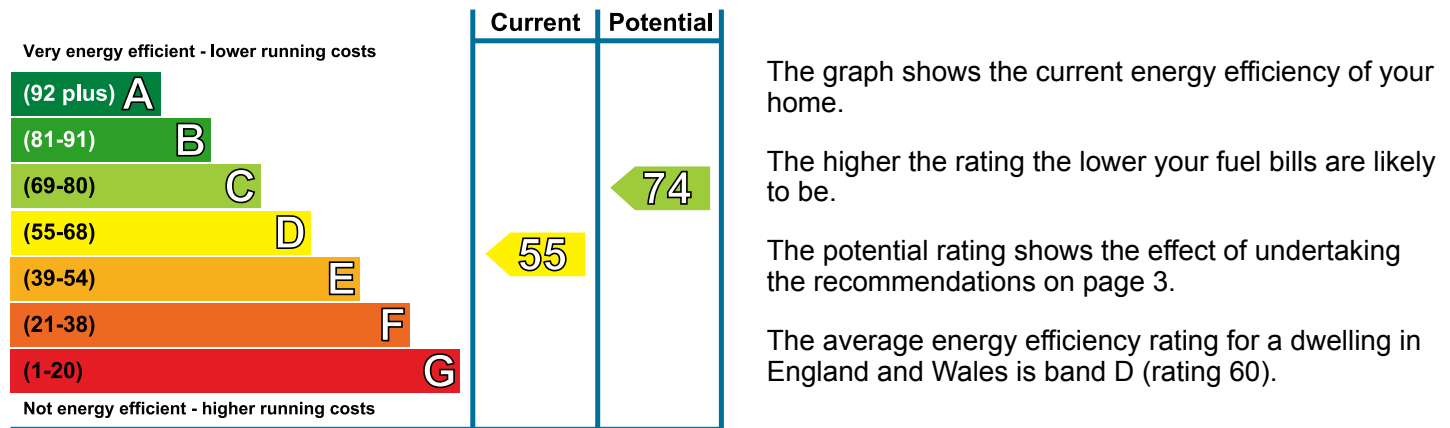 Current Potential
Very energy efficient - lower running costs
(92 plus) A
(81-91) B
(69-80) C
74
(55-68) D
55
(39-54) E
(21-38) F
(1-20) G
Not energy efficient - higher running costs
The graph shows the current energy efficiency of your
home.
The higher the rating the lower your fuel bills are likely
to be.
The potential rating shows the effect of undertaking
the recommendations on page 3.
The average energy efficiency rating for a dwelling in
England and Wales is band D (rating 60).